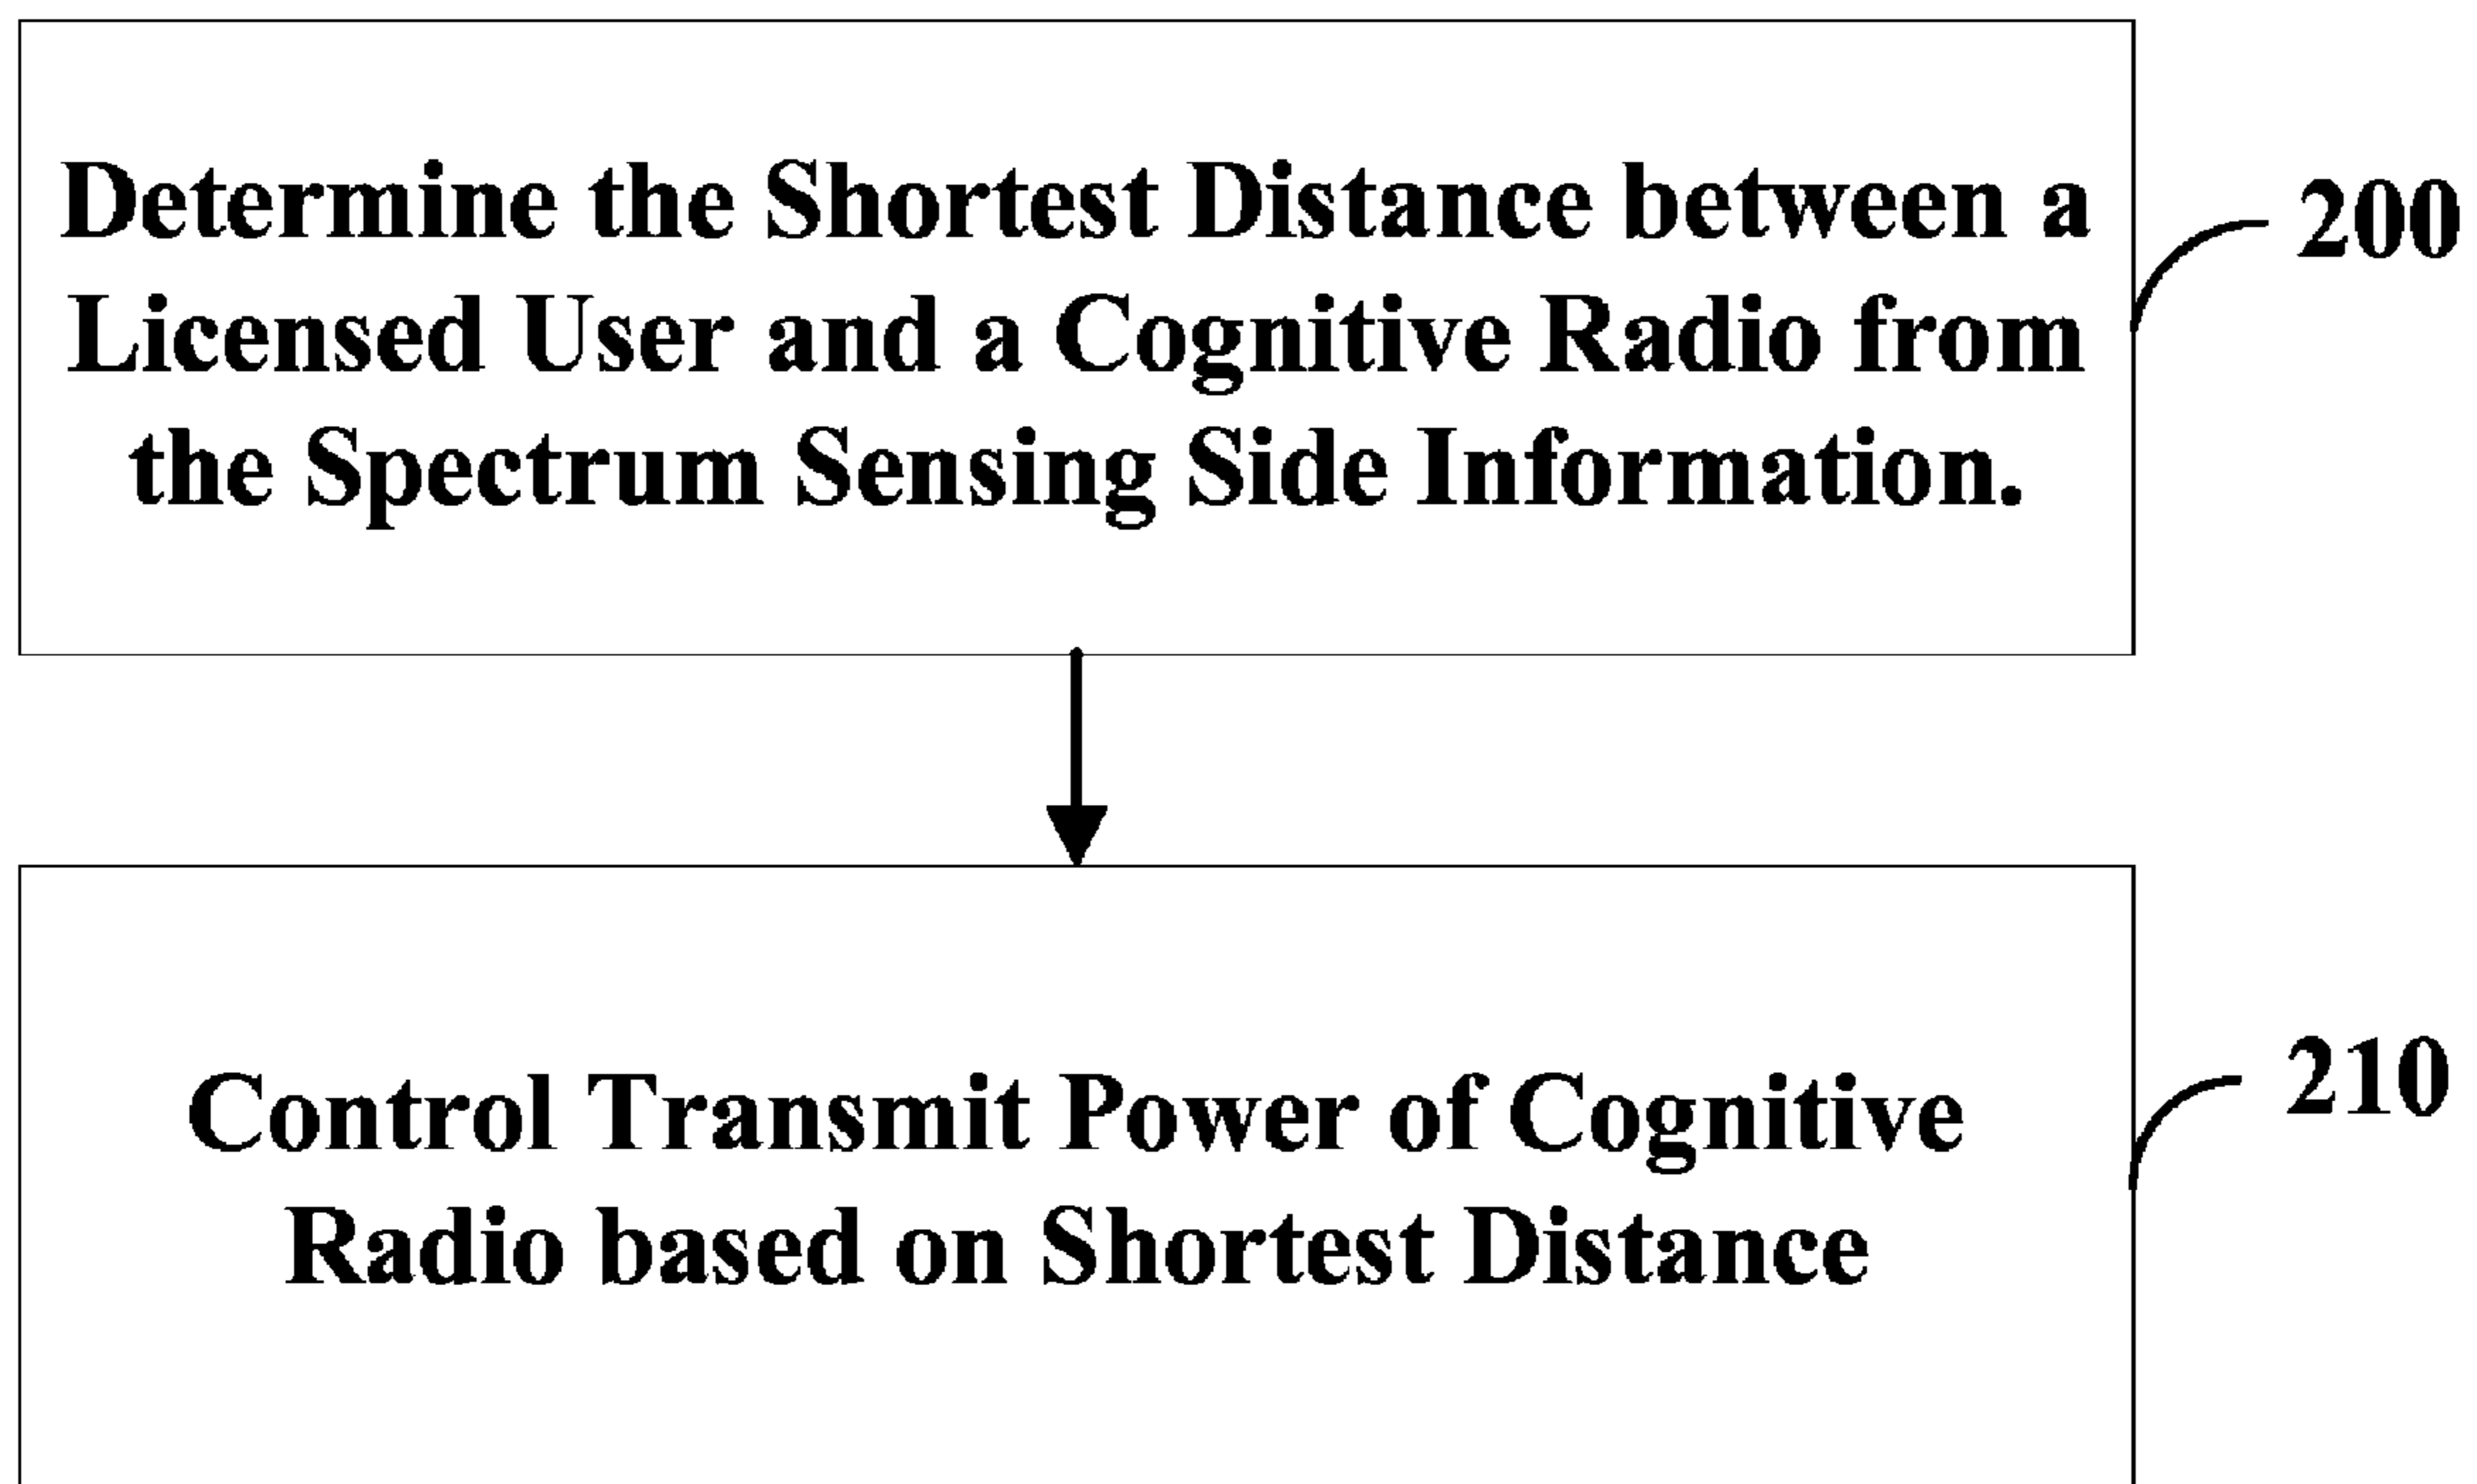 Determine the Shortest Distance between a
Licensed User and a Cognitive Radio from
the Spectrum Sensing Side Information.
200
Control Transmit Power of Cognitive
Radio based on Shortest Distance
210